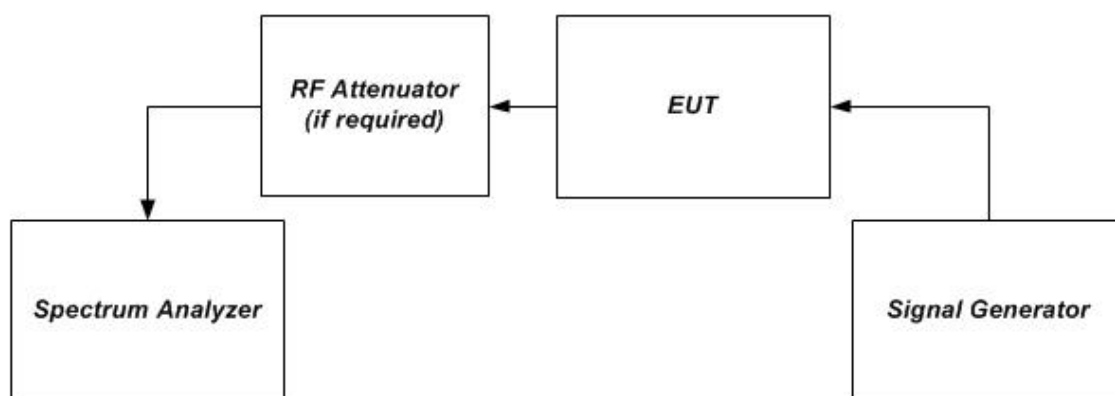 RF Attenuator
(if required)
EUT
Spectrum Analyzer
Signal Generator